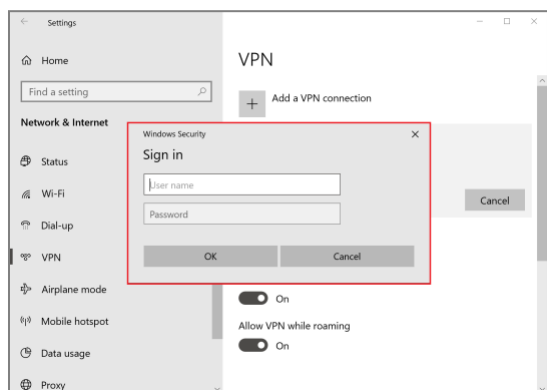 Settings
Home
Find a setting
Network & Internet
Status
Wi-Fi
Dial-up
VPN
Airplane mode
Mobile hotspot
Data usage
Proxy
VPN
Add a VPN connection
Cancel
Windows Security
Sign in
User name
Password
OK Cancel
On
Allow VPN while roaming
On